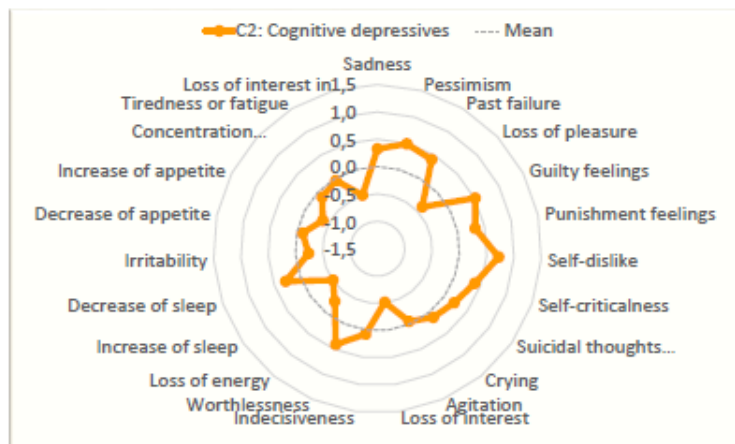 C2: Cognitive depressives
Mean
Sadness
Pessimism
Past failure
Loss of pleasure
Guilty feelings
Punishment feelings
Self-dislike
Self-criticalness
Suicidal thoughts...
Crying
Agitation
Loss of interest
Indecisiveness
Worthlessness
Loss of energy
Increase of sleep
Decrease of sleep
Irritability
Decrease of appetite
Increase of appetite
Concentration...
Tiredness or fatigue
Loss of interest in
1,5
1,0
0,5
0,0
-0,5
-1,0
-1,5